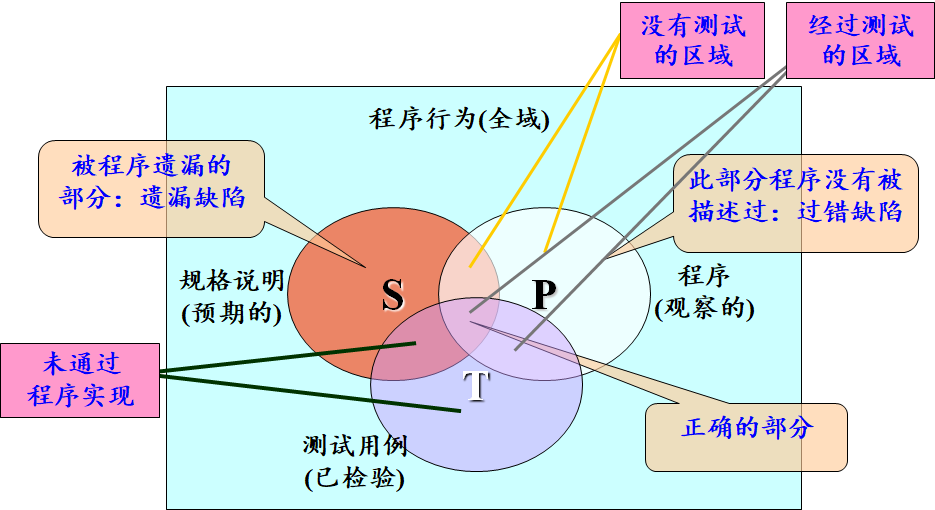 没有测试
的区域
经过测试
的区域
程序行为(全域)
被程序遗漏的
部分：遗漏缺陷
此部分程序没有被
描述过：过错缺陷
规格说明
(预期的)
S
P
程序
(观察的)
未通过
程序实现
T
正确的部分
测试用例
(已检验)